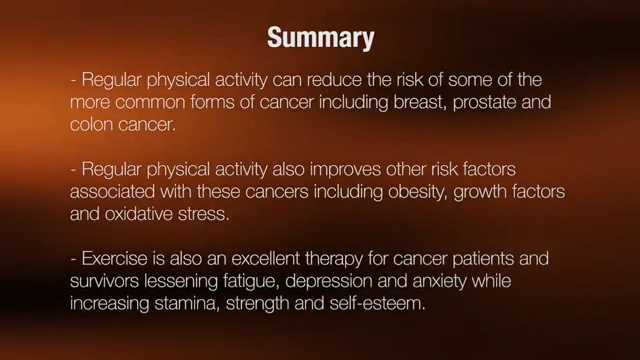 Summary
- Regular physical activity can reduce the risk of some of the
more common forms of cancer including breast, prostate and
colon cancer.
- Regular physical activity also improves other risk factors
associated with these cancers including obesity, growth factors
and oxidative stress.
- Exercise is also an excellent therapy for cancer patients and
survivors lessening fatigue, depression and anxiety while
increasing stamina, strength and self-esteem.